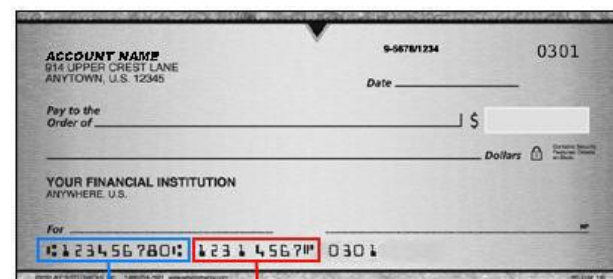 ACCOUNT NAME
914 UPPER CREST LANE
ANYTOWN, U.S. 12345
9-5678/1234
0301
Date
Pay to the
Order of
$
Dollars
YOUR FINANCIAL INSTITUTION
ANYWHERE, U.S.
For
⑆123456780⑆ 1231 4567⑈ 0301